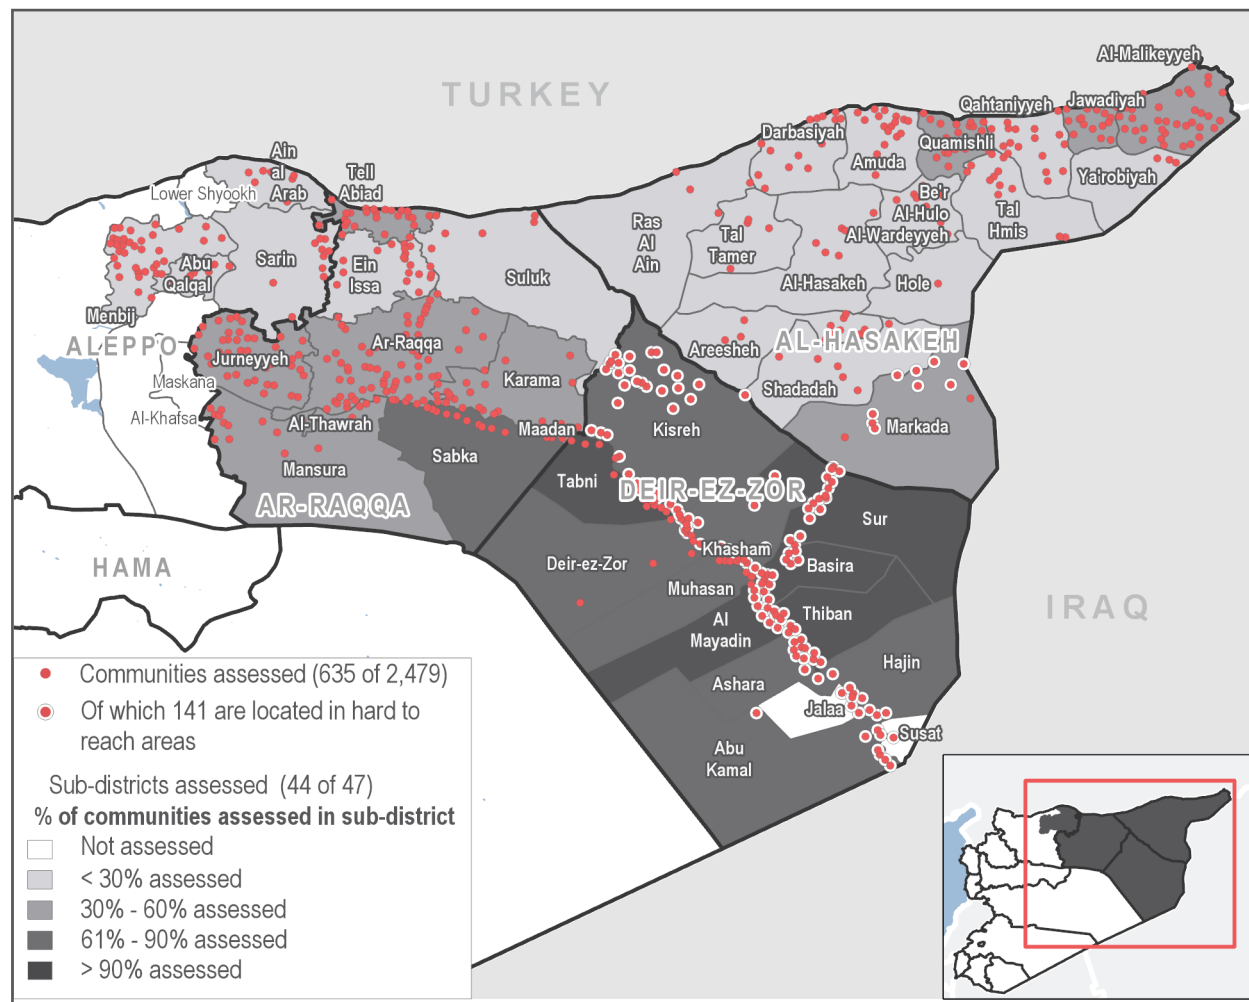 TURKEY
Al-Malikeyyeh
Qahtaniyyeh
Jawadiyah
Darbasiyah
Quamishli
Amuda
Ya'robiyah
Ain
al
Arab
Tell
Abiad
Lower Shyookh
Be'r
Al-Hulo
Al-Wardeyyeh
Tal
Hmis
Ras
Al
Ain
Tal
Tamer
Abu
Qalqal
Sarin
Ein
Issa
Suluk
Al-Hasakeh
Hole
Menbij
ALEPPO
Jurneyyeh
Ar-Raqqa
Areesheh
AL-HASAKEH
Maskana
Karama
Shadadah
Al-Khafsa
Al-Thawrah
Maadan
Kisreh
Markada
Mansura
Sabka
Tabni
DEIR-EZ-ZOR
AR-RAQQA
Sur
HAMA
Deir-ez-Zor
Khasham
Basira
Muhasan
IRAQ
Al
Mayadin
Thiban
Hajin
Ashara
Jalaa
Susat
Abu
Kamal
Communities assessed (635 of 2,479)
Of which 141 are located in hard to
reach areas
Sub-districts assessed (44 of 47)
% of communities assessed in sub-district
Not assessed
< 30% assessed
30% - 60% assessed
61% - 90% assessed
> 90% assessed